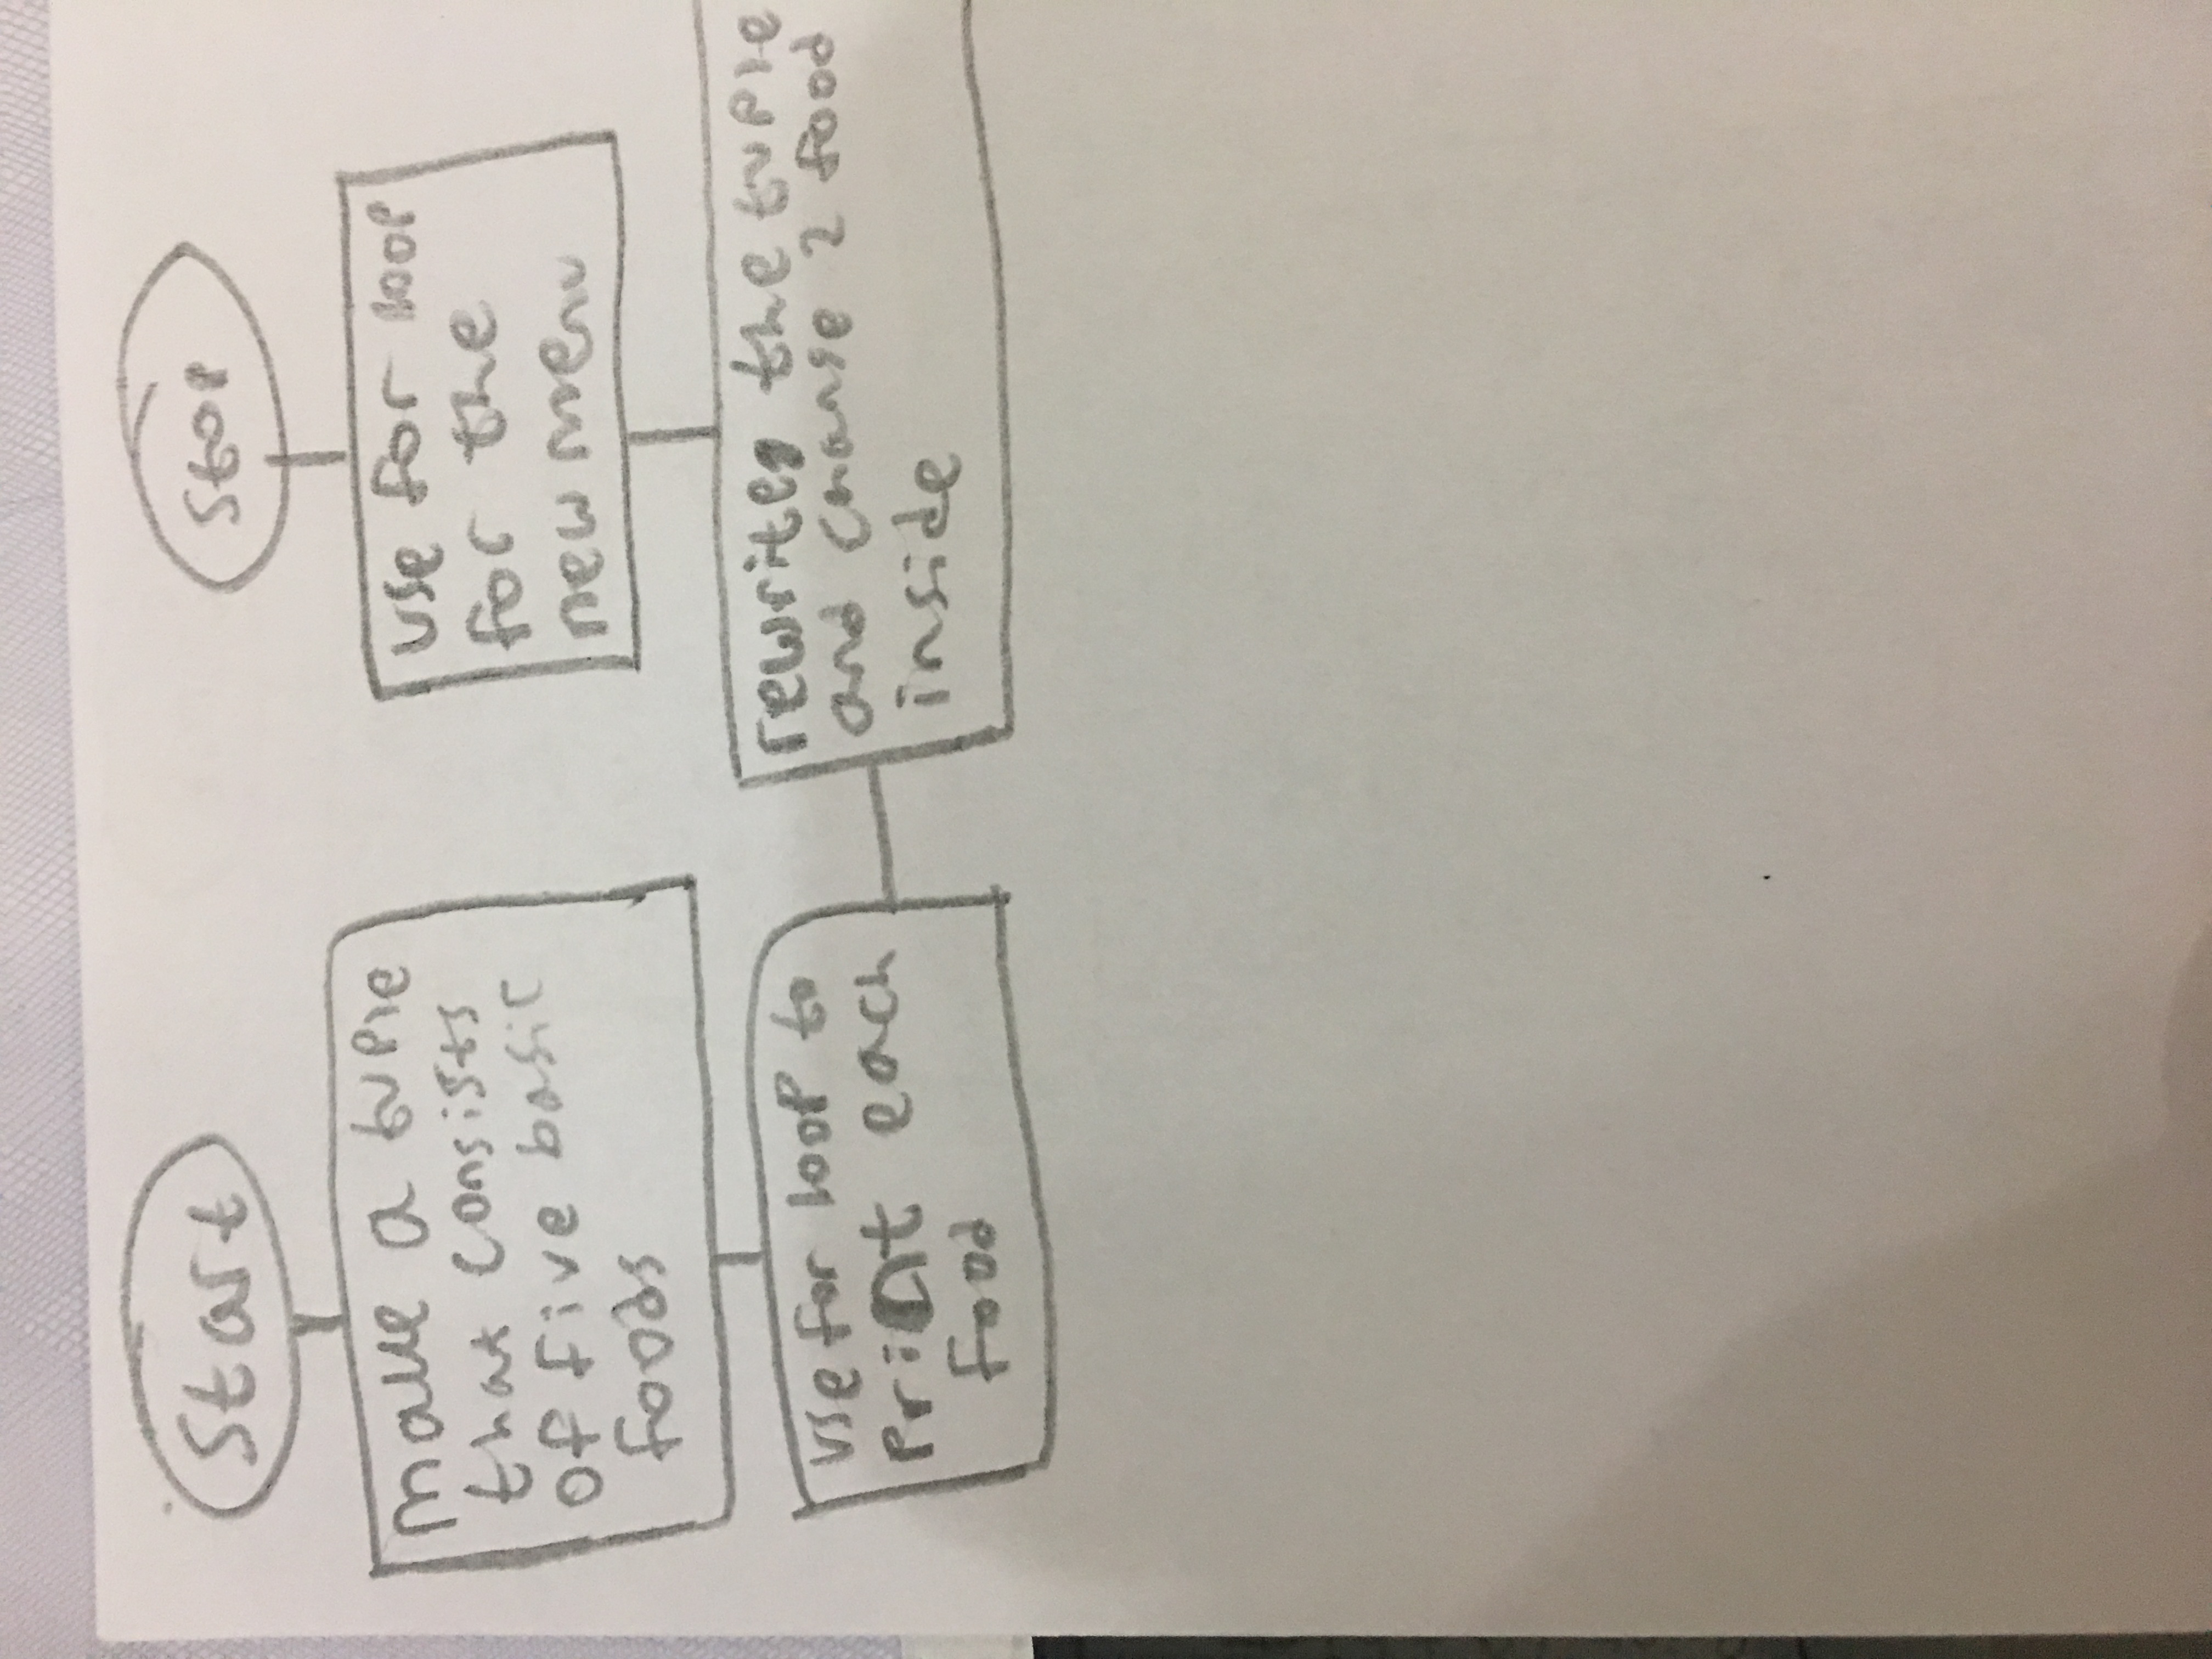 Start
make a tuple
that consists
of five basic
foods
use for loop to
print each
food
rewrite the tuple
and change 2 food
inside
use for loop
for the
new menu
Stop